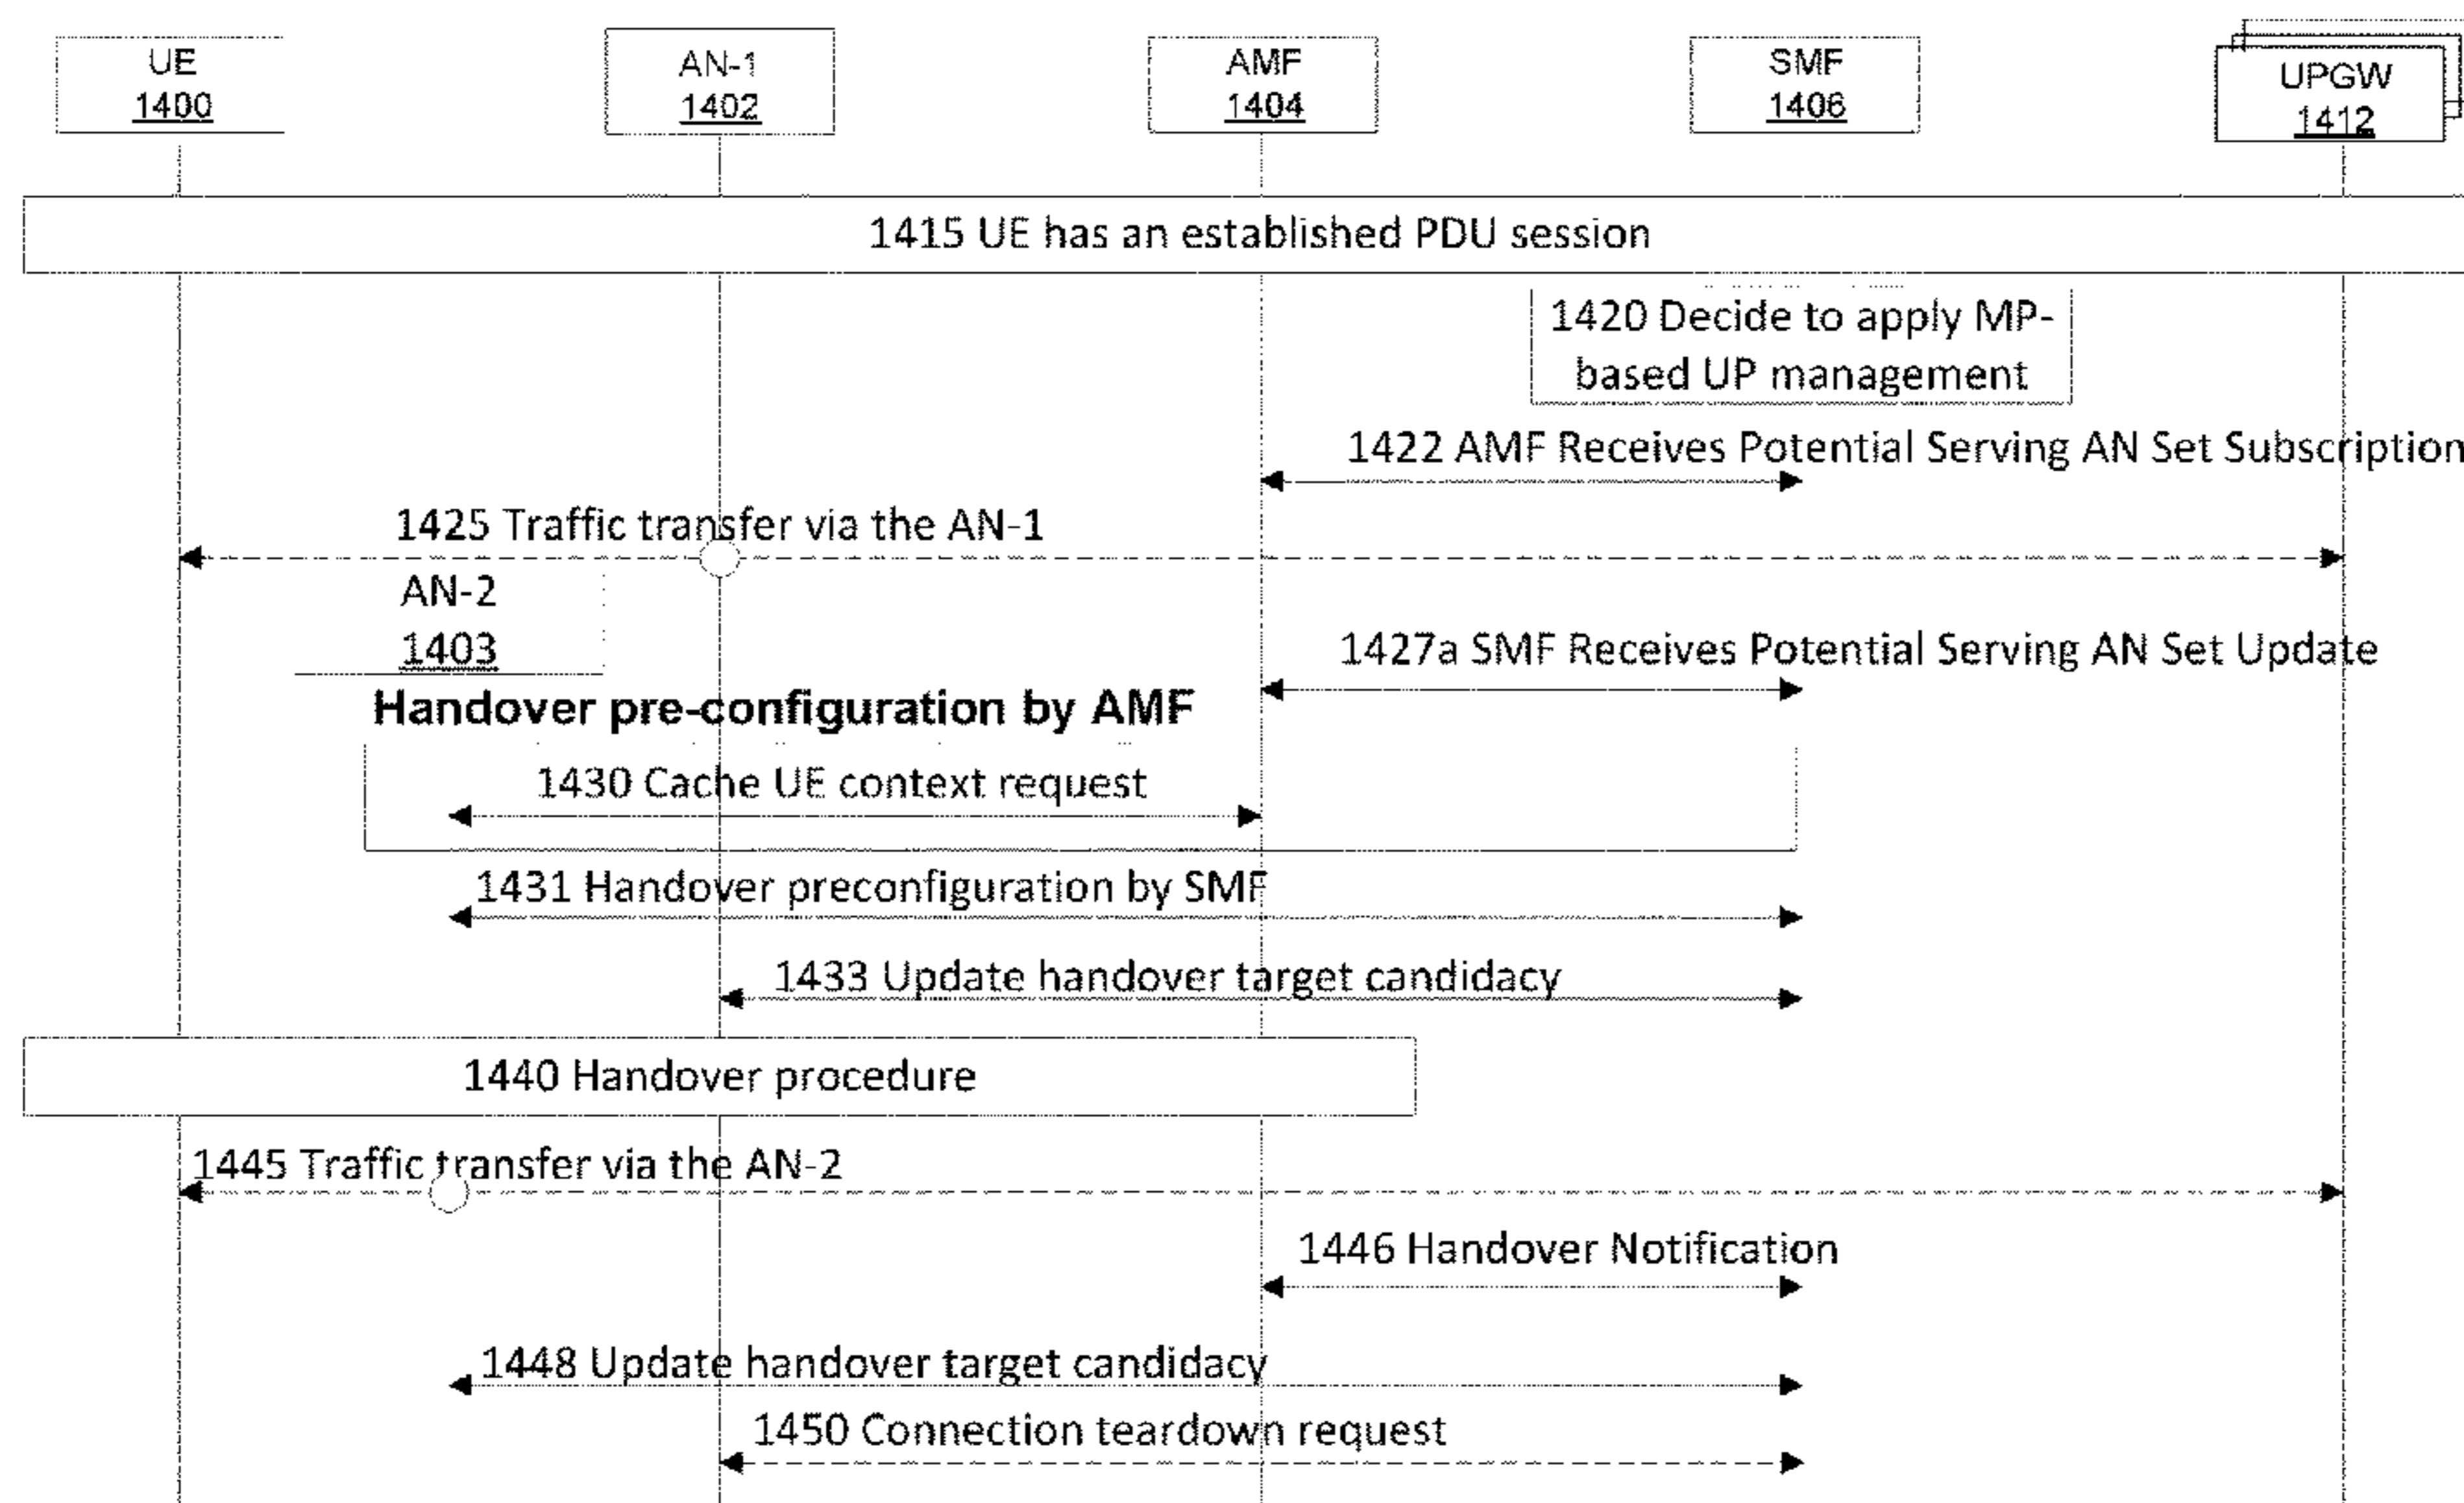 UE
1400
AN-1
1402
AMF
1404
SMF
1406
UPGW
1412
1415 UE has an established PDU session
1420 Decide to apply MP-
based UP management
1422 AMF Receives Potential Serving AN Set Subscription
1425 Traffic transfer via the AN-1
AN-2
1403
1427a SMF Receives Potential Serving AN Set Update
Handover pre-configuration by AMF
1430 Cache UE context request
1431 Handover preconfiguration by SMF
1433 Update handover target candidacy
1440 Handover procedure
1445 Traffic transfer via the AN-2
1446 Handover Notification
1448 Update handover target candidacy
1450 Connection teardown request